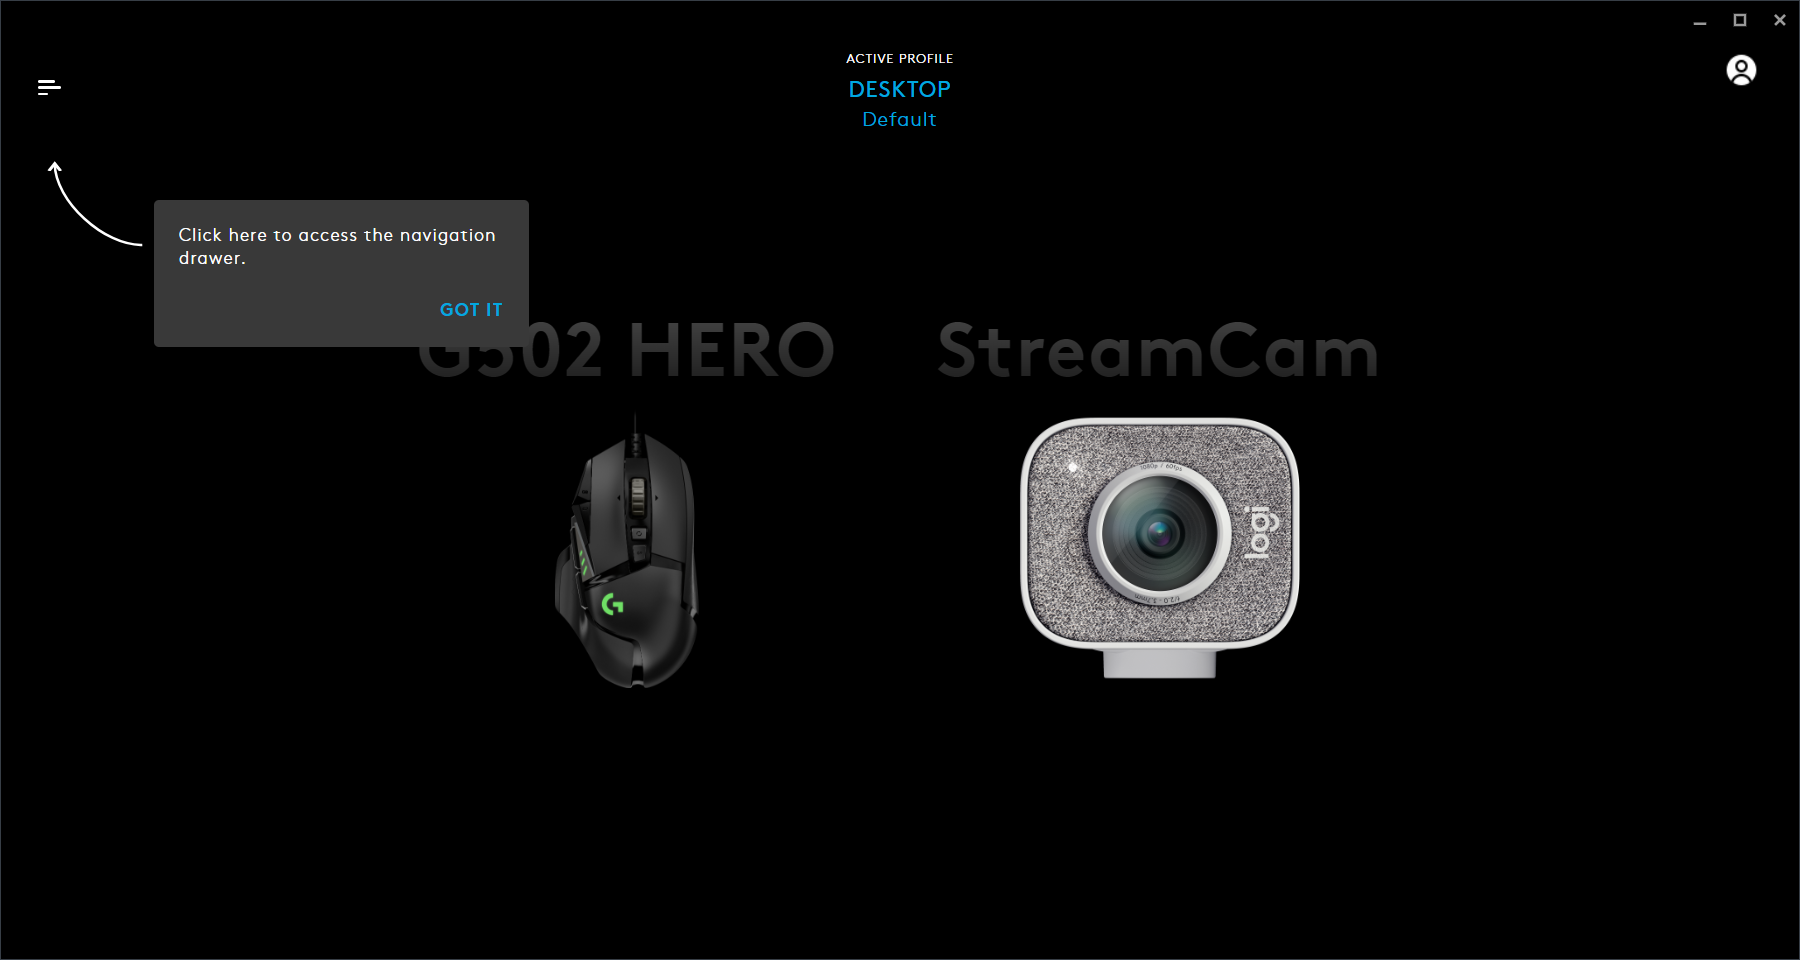 ACTIVE PROFILE
DESKTOP
Default
Click here to access the navigation
drawer.
GOT IT
G502 HERO
StreamCam
1080p / 60fps
logi
f/2.0 - 3.7mm